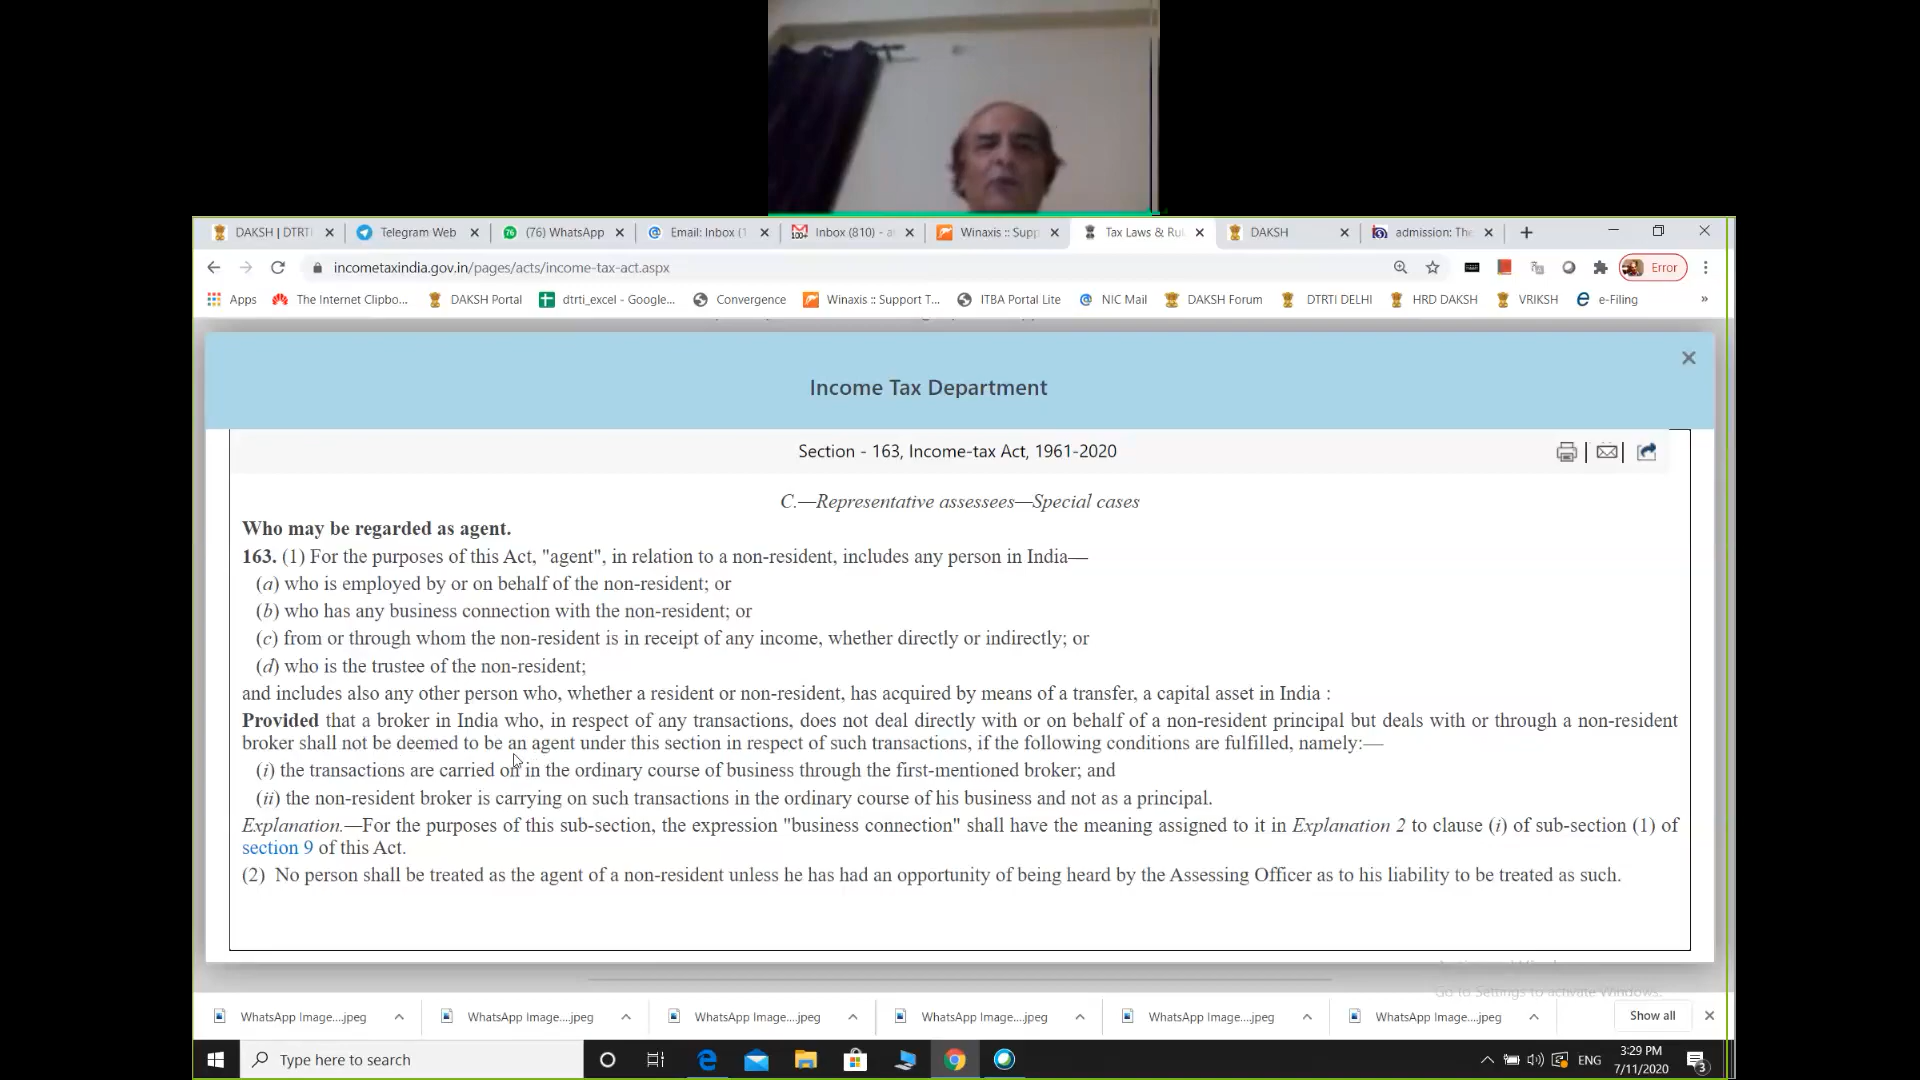 DAKSH | DTRTI
Telegram Web
(76) WhatsApp
Email: Inbox (1
Inbox (810) - a
Winaxis :: Supp
Tax Laws & Rul
DAKSH
admission: The
incometaxindia.gov.in/pages/acts/income-tax-act.aspx
Error
Apps
The Internet Clipbo...
DAKSH Portal
dtrti_excel - Google...
Convergence
Winaxis :: Support T...
ITBA Portal Lite
NIC Mail
DAKSH Forum
DTRTI DELHI
HRD DAKSH
VRIKSH
e-Filing
»
Income Tax Department
Section - 163, Income-tax Act, 1961-2020
C.—Representative assessees—Special cases
Who may be regarded as agent.
163. (1) For the purposes of this Act, "agent", in relation to a non-resident, includes any person in India—
(a) who is employed by or on behalf of the non-resident; or
(b) who has any business connection with the non-resident; or
(c) from or through whom the non-resident is in receipt of any income, whether directly or indirectly; or
(d) who is the trustee of the non-resident;
and includes also any other person who, whether a resident or non-resident, has acquired by means of a transfer, a capital asset in India :
Provided that a broker in India who, in respect of any transactions, does not deal directly with or on behalf of a non-resident principal but deals with or through a non-resident
broker shall not be deemed to be an agent under this section in respect of such transactions, if the following conditions are fulfilled, namely:—
(i) the transactions are carried on in the ordinary course of business through the first-mentioned broker; and
(ii) the non-resident broker is carrying on such transactions in the ordinary course of his business and not as a principal.
Explanation.—For the purposes of this sub-section, the expression "business connection" shall have the meaning assigned to it in Explanation 2 to clause (i) of sub-section (1) of
section 9 of this Act.
(2) No person shall be treated as the agent of a non-resident unless he has had an opportunity of being heard by the Assessing Officer as to his liability to be treated as such.
Go to Settings to activate Windows.
WhatsApp Image....jpeg
WhatsApp Image....jpeg
WhatsApp Image....jpeg
WhatsApp Image....jpeg
WhatsApp Image....jpeg
WhatsApp Image....jpeg
Show all
Type here to search
ENG
3:29 PM
7/11/2020
3